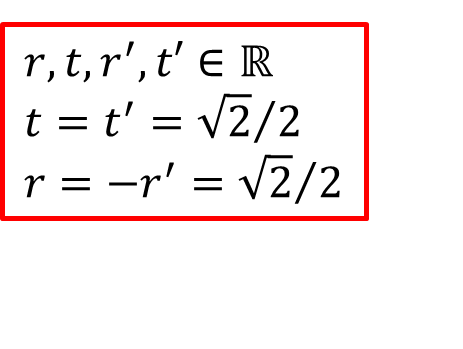 r, t, r′, t′ ∈ ℝ
t = t′ = √2/2
r = −r′ = √2/2